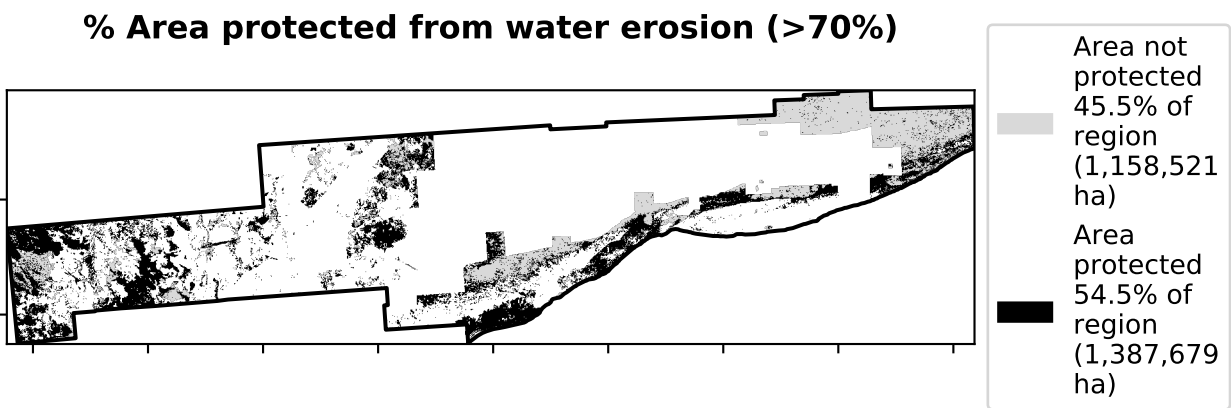 % Area protected from water erosion (>70%)
Area not
protected
45.5% of
region
(1,158,521
ha)
Area
protected
54.5% of
region
(1,387,679
ha)